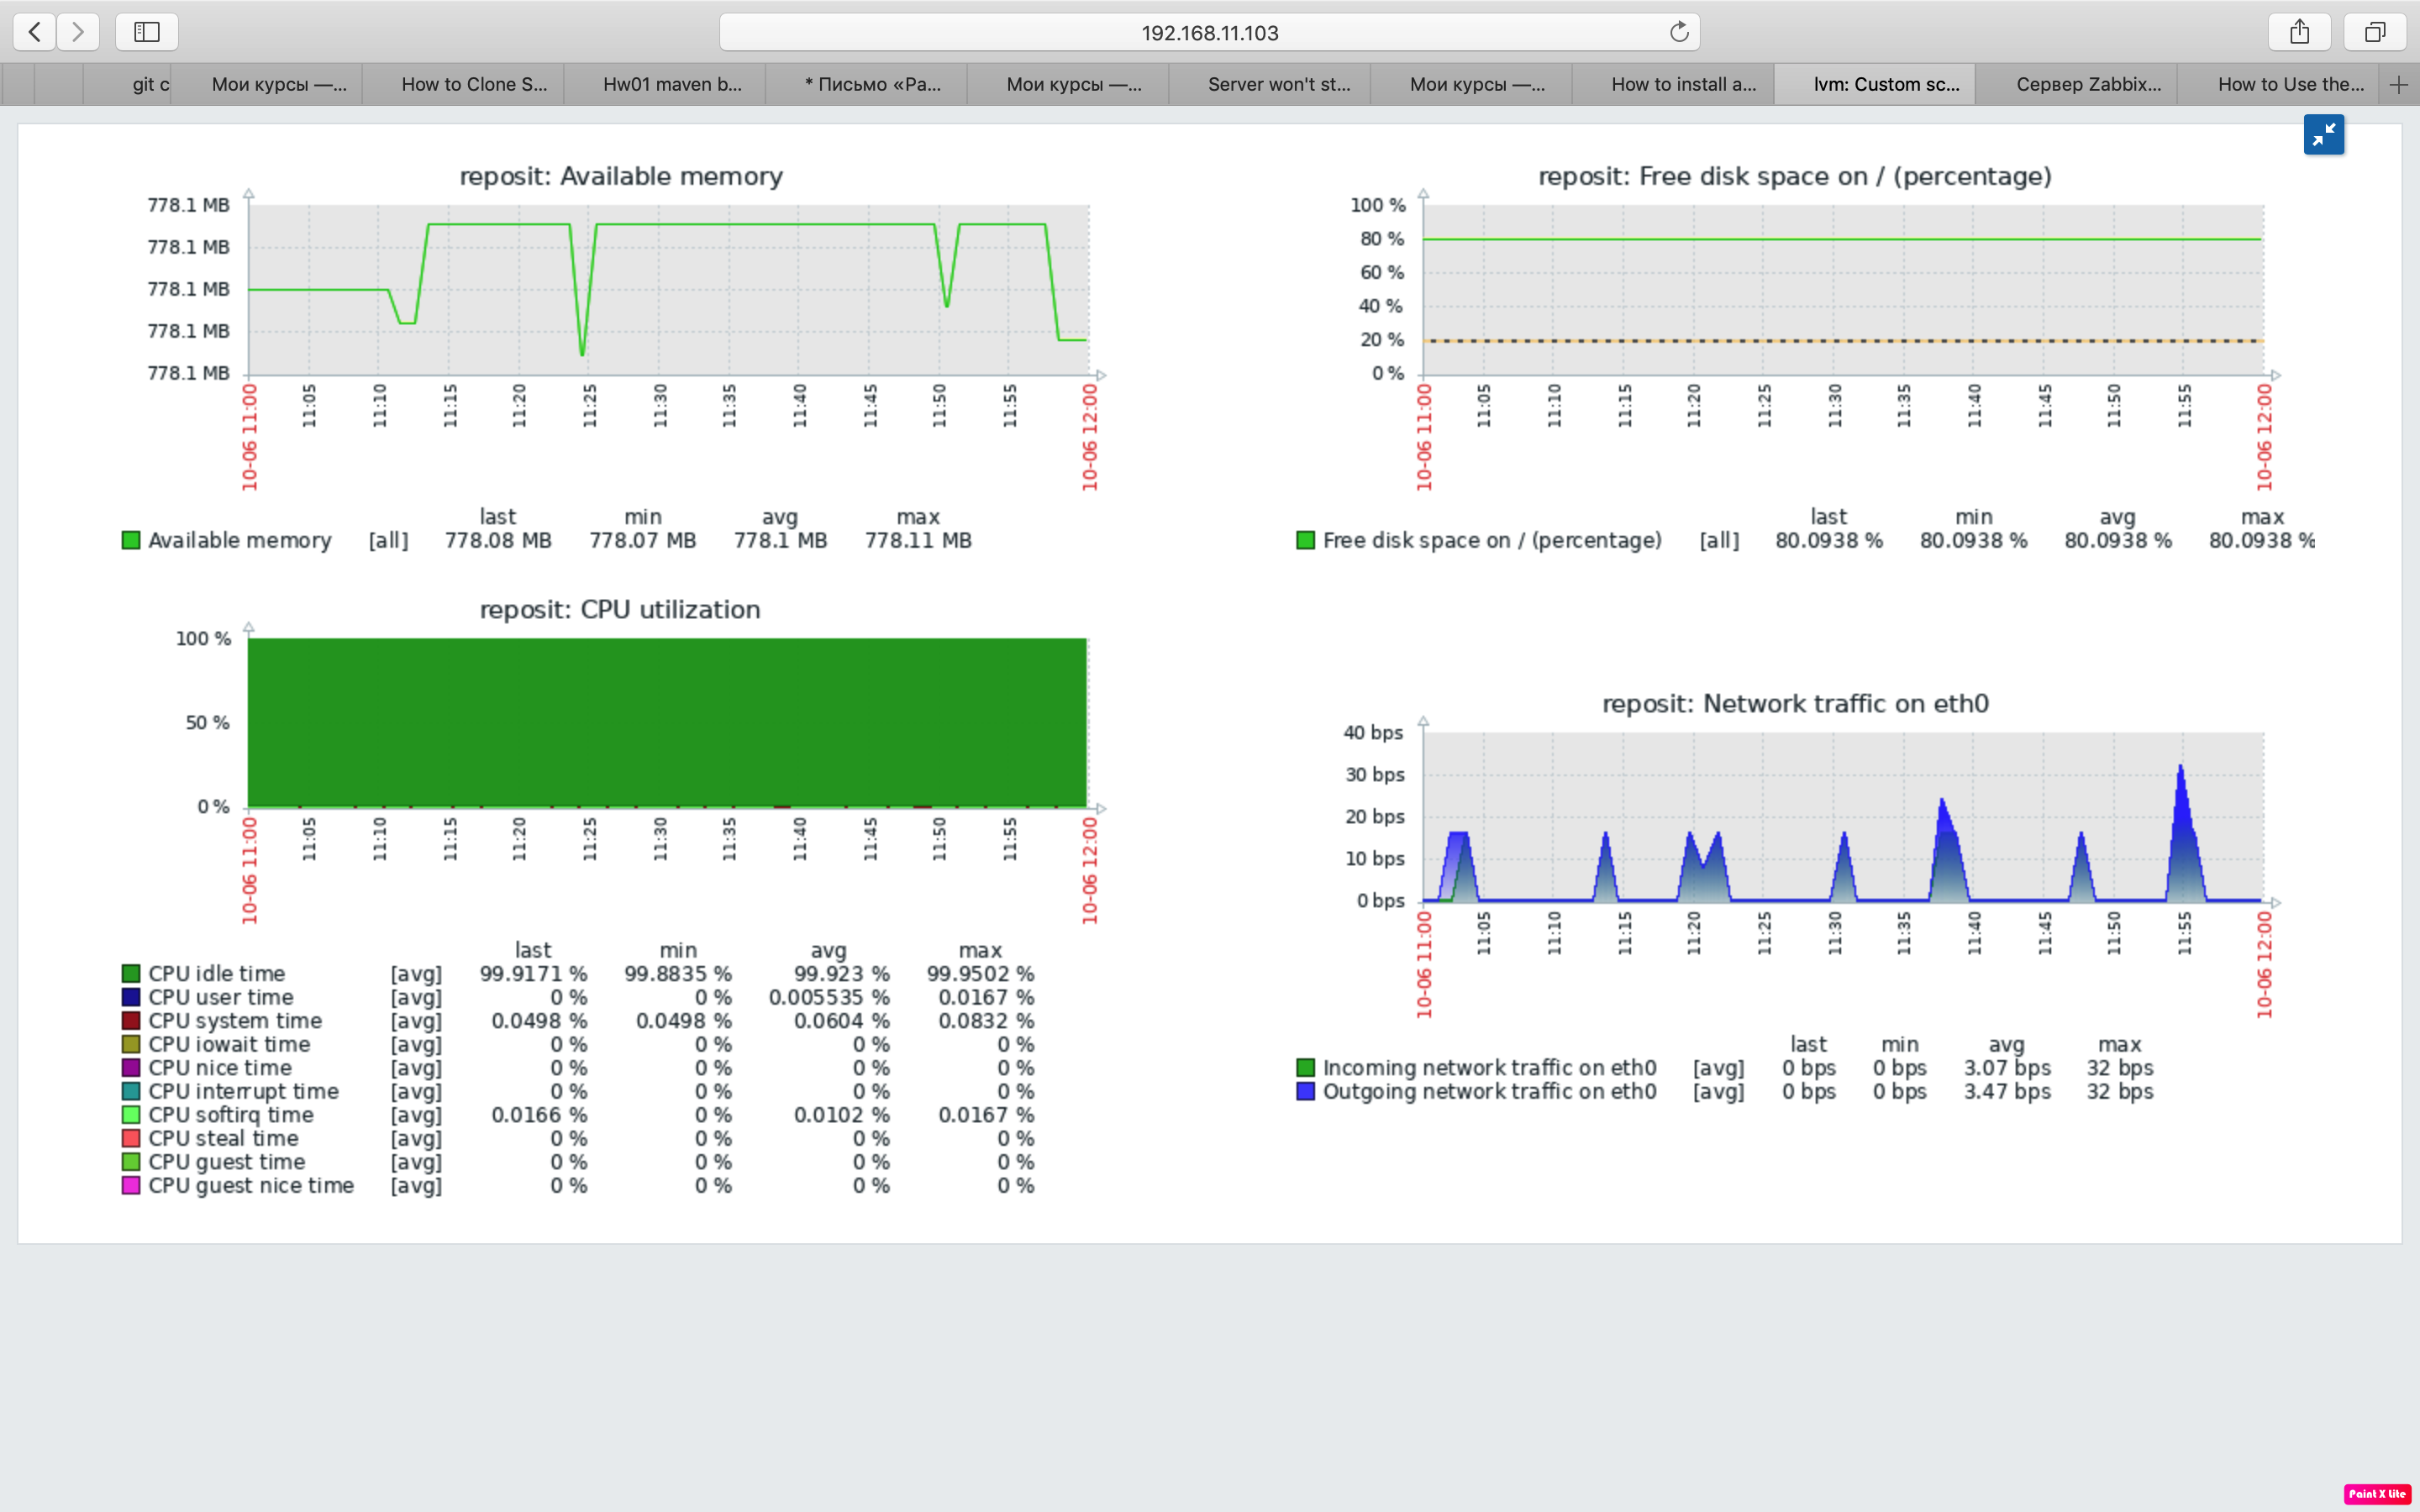 192.168.11.103
git c
Мои курсы —...
How to Clone S...
Hw01 maven b...
* Письмо «Ра...
Мои курсы —...
Server won't st...
Мои курсы —...
How to install a...
lvm: Custom sc...
Сервер Zabbix...
How to Use the...
reposit: Available memory
778.1 MB
778.1 MB
778.1 MB
778.1 MB
778.1 MB
10-06 11:00 11:05 11:10 11:15 11:20 11:25 11:30 11:35 11:40 11:45 11:50 11:55 10-06 12:00
last min avg max
Available memory [all] 778.08 MB 778.07 MB 778.1 MB 778.11 MB
reposit: Free disk space on / (percentage)
100 %
80 %
60 %
40 %
20 %
0 %
10-06 11:00 11:05 11:10 11:15 11:20 11:25 11:30 11:35 11:40 11:45 11:50 11:55 10-06 12:00
last min avg max
Free disk space on / (percentage) [all] 80.0938 % 80.0938 % 80.0938 % 80.0938 %
reposit: CPU utilization
100 %
50 %
0 %
10-06 11:00 11:05 11:10 11:15 11:20 11:25 11:30 11:35 11:40 11:45 11:50 11:55 10-06 12:00
last min avg max
CPU idle time [avg] 99.9171 % 99.8835 % 99.923 % 99.9502 %
CPU user time [avg] 0 % 0 % 0.005535 % 0.0167 %
CPU system time [avg] 0.0498 % 0.0498 % 0.0604 % 0.0832 %
CPU iowait time [avg] 0 % 0 % 0 % 0 %
CPU nice time [avg] 0 % 0 % 0 % 0 %
CPU interrupt time [avg] 0 % 0 % 0 % 0 %
CPU softirq time [avg] 0.0166 % 0 % 0.0102 % 0.0167 %
CPU steal time [avg] 0 % 0 % 0 % 0 %
CPU guest time [avg] 0 % 0 % 0 % 0 %
CPU guest nice time [avg] 0 % 0 % 0 % 0 %
reposit: Network traffic on eth0
40 bps
30 bps
20 bps
10 bps
0 bps
10-06 11:00 11:05 11:10 11:15 11:20 11:25 11:30 11:35 11:40 11:45 11:50 11:55 10-06 12:00
last min avg max
Incoming network traffic on eth0 [avg] 0 bps 0 bps 3.07 bps 32 bps
Outgoing network traffic on eth0 [avg] 0 bps 0 bps 3.47 bps 32 bps
Paint X lite